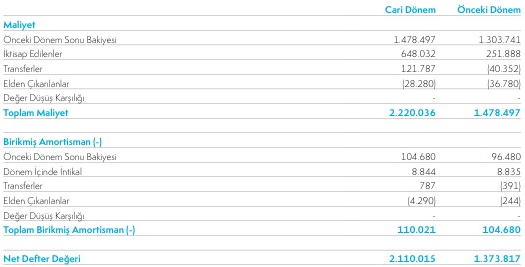 Cari Dönem Önceki Dönem
Maliyet
Önceki Dönem Sonu Bakiyesi 1.478.497 1.303.741
İktisap Edilenler 648.032 251.888
Transferler 121.787 (40.352)
Elden Çıkarılanlar (28.280) (36.780)
Değer Düşüş Karşılığı - -
Toplam Maliyet 2.220.036 1.478.497
Birikmiş Amortisman (-)
Önceki Dönem Sonu Bakiyesi 104.680 96.480
Dönem İçinde İntikal 8.844 8.835
Transferler 787 (391)
Elden Çıkarılanlar (4.290) (244)
Değer Düşüş Karşılığı - -
Toplam Birikmiş Amortisman (-) 110.021 104.680
Net Defter Değeri 2.110.015 1.373.817